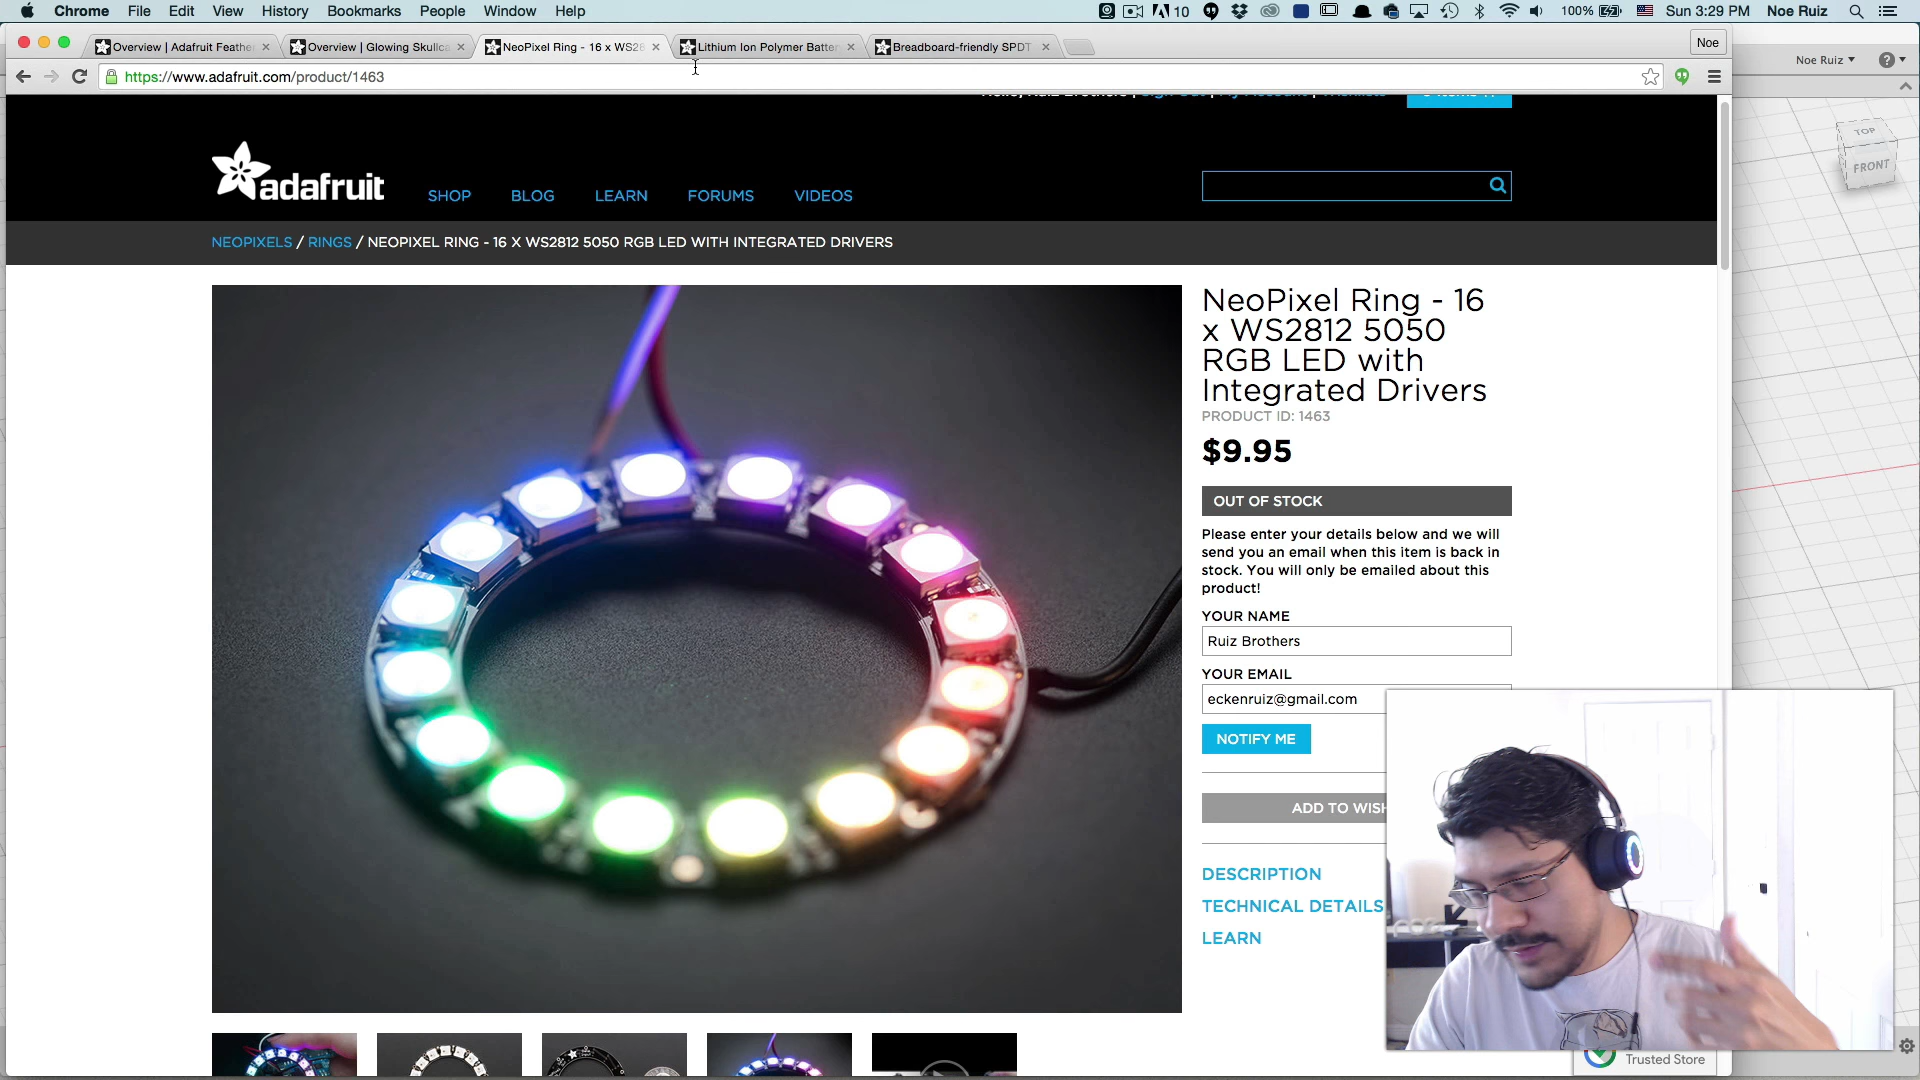 Chrome File Edit View History Bookmarks People Window Help
10 100% Sun 3:29 PM Noe Ruiz
Overview | Adafruit Feathe
Overview | Glowing Skullca
NeoPixel Ring - 16 x WS28
Lithium Ion Polymer Batter
Breadboard-friendly SPDT
Noe
https://www.adafruit.com/product/1463
Noe Ruiz
TOP
FRONT
adafruit
SHOP BLOG LEARN FORUMS VIDEOS
NEOPIXELS / RINGS / NEOPIXEL RING - 16 X WS2812 5050 RGB LED WITH INTEGRATED DRIVERS
NeoPixel Ring - 16
x WS2812 5050
RGB LED with
Integrated Drivers
PRODUCT ID: 1463
$9.95
OUT OF STOCK
Please enter your details below and we will
send you an email when this item is back in
stock. You will only be emailed about this
product!
YOUR NAME
Ruiz Brothers
YOUR EMAIL
eckenruiz@gmail.com
NOTIFY ME
ADD TO WISH
DESCRIPTION
TECHNICAL DETAILS
LEARN
Trusted Store